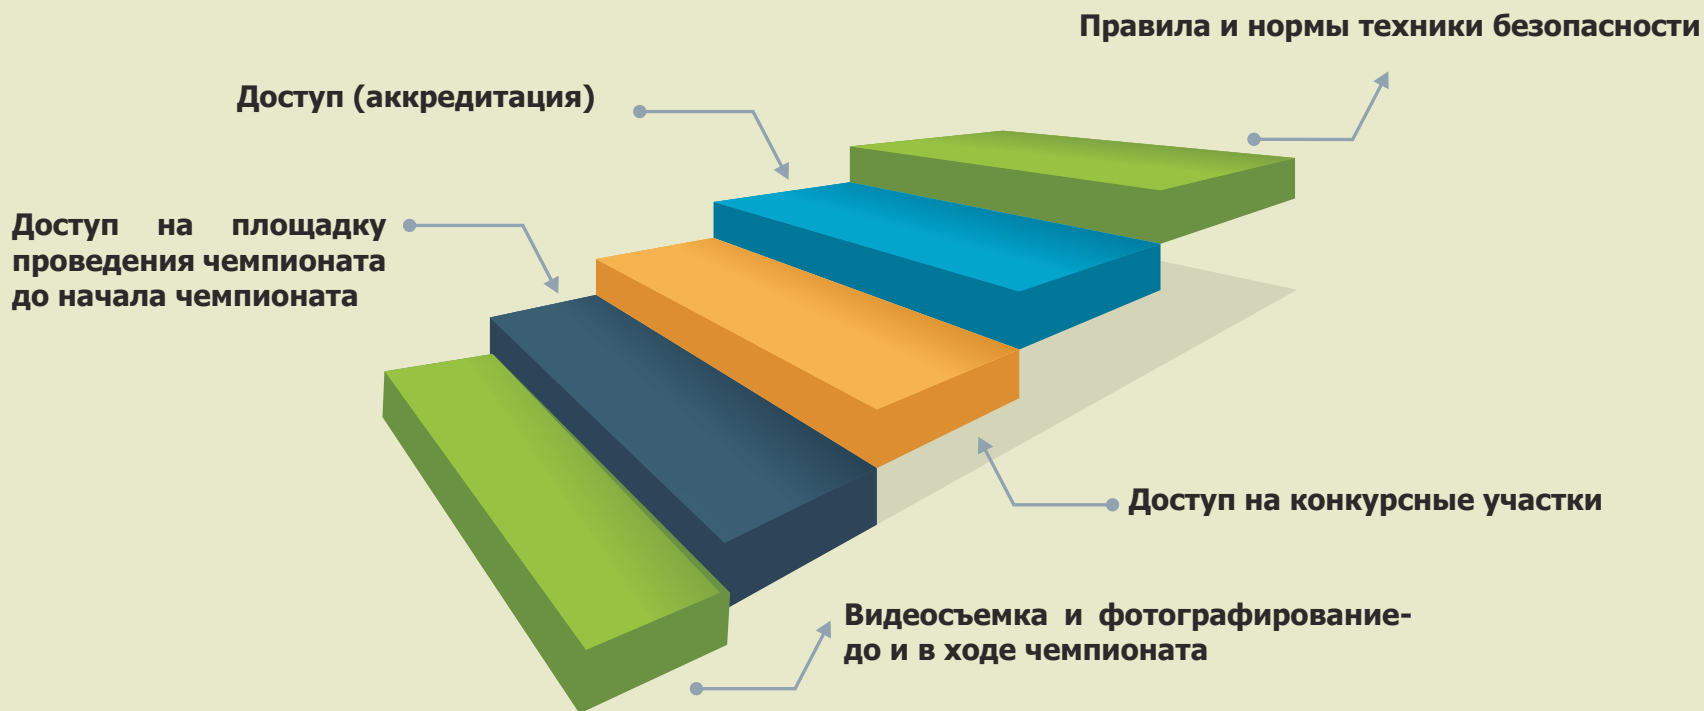 Правила и нормы техники безопасности
Доступ (аккредитация)
Доступ на площадку
проведения чемпионата
до начала чемпионата
Доступ на конкурсные участки
Видеосъемка и фотографирование-
до и в ходе чемпионата